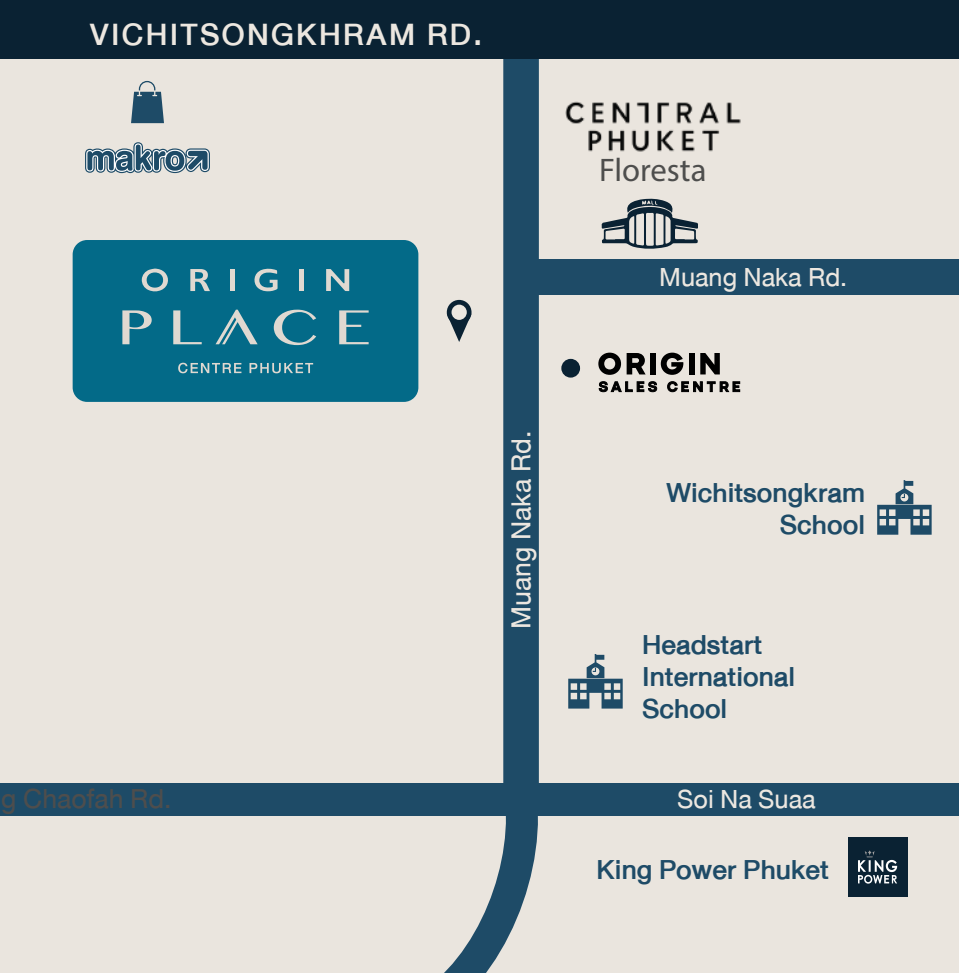 VICHITSONGKHRAM RD.
makro
CENTRAL
PHUKET
Floresta
MALL
ORIGIN
PLACE
CENTRE PHUKET
Muang Naka Rd.
ORIGIN
SALES CENTRE
Muang Naka Rd.
Wichitsongkram
School
Headstart
International
School
g Chaofah Rd.
Soi Na Suaa
King Power Phuket
KING
POWER